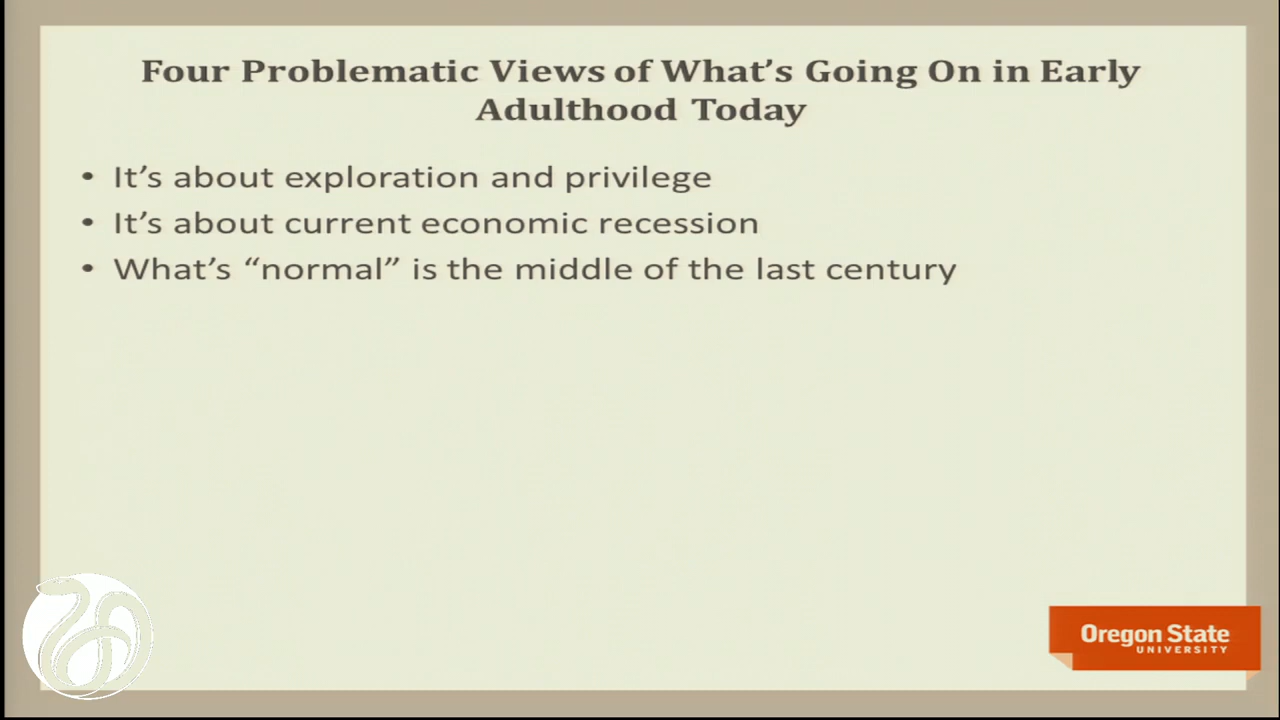 Four Problematic Views of What's Going On in Early
Adulthood Today
• It's about exploration and privilege
• It's about current economic recession
• What's “normal” is the middle of the last century
Oregon State
UNIVERSITY